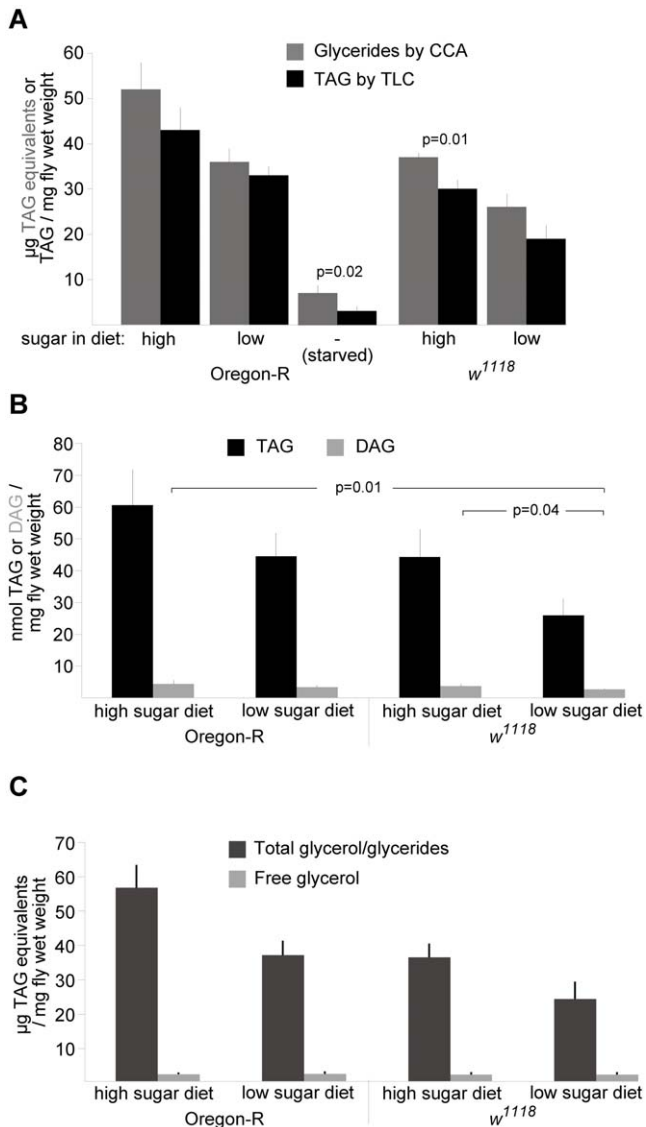 A
Glycerides by CCA
TAG by TLC
µg TAG equivalents or
TAG / mg fly wet weight
60
50
40
30
20
10
p=0.02
p=0.01
sugar in diet: high low - high low
(starved)
Oregon-R w1118
B
TAG DAG
nmol TAG or DAG /
mg fly wet weight
80
70
60
50
40
30
20
10
p=0.01
p=0.04
high sugar diet low sugar diet high sugar diet low sugar diet
Oregon-R w1118
C
Total glycerol/glycerides
Free glycerol
µg TAG equivalents
/ mg fly wet weight
70
60
50
40
30
20
10
high sugar diet low sugar diet high sugar diet low sugar diet
Oregon-R w1118